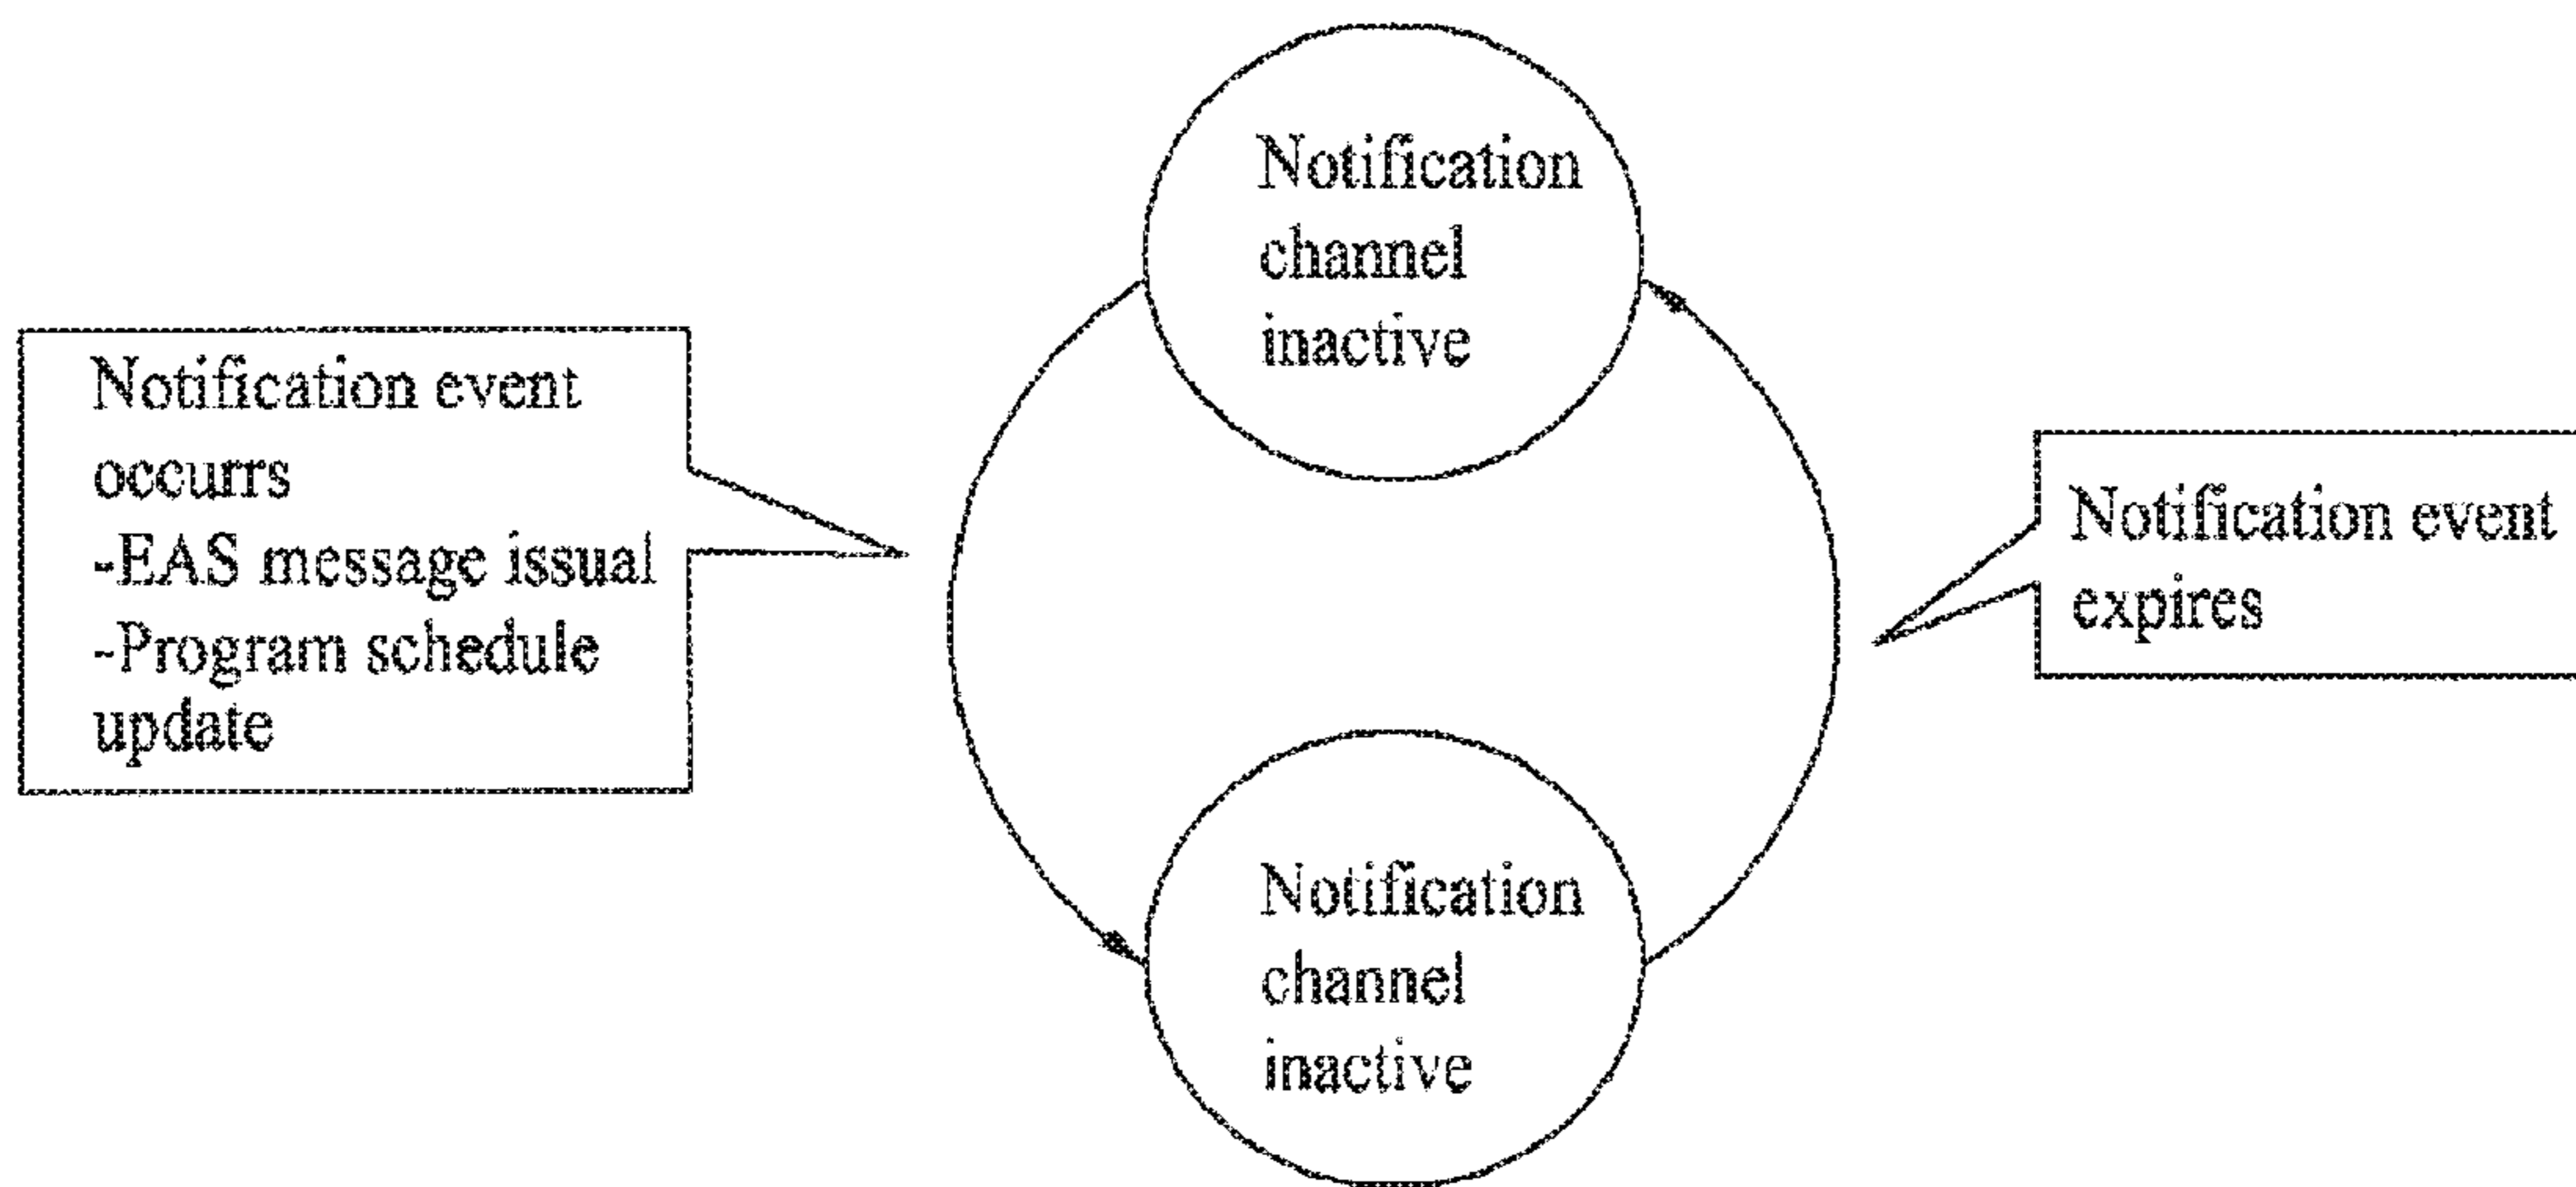 Notification
channel
inactive
Notification event
occurrs
-EAS message issual
-Program schedule
update
Notification event
expires
Notification
channel
inactive